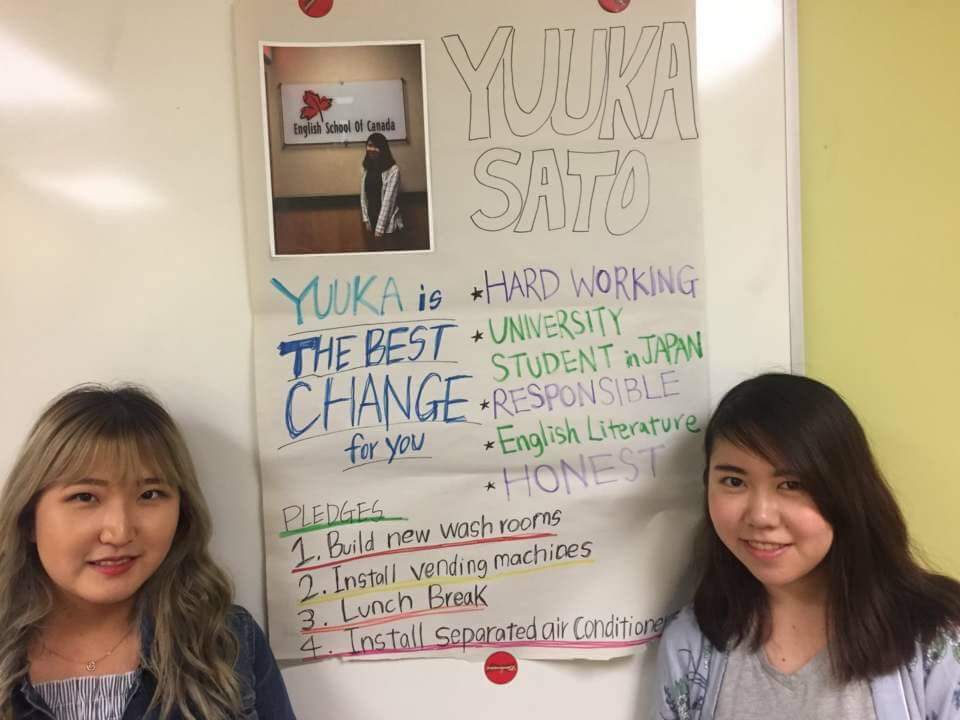 English School Of Canada
YUUKA
SATO
YUUKA is
THE BEST
CHANGE
for you
* HARD WORKING
* UNIVERSITY
STUDENT in JAPAN
* RESPONSIBLE
* English Literature
* HONEST
PLEDGES
1. Build new wash rooms
2. Install vending machines
3. Lunch Break
4. Install separated air Conditioner